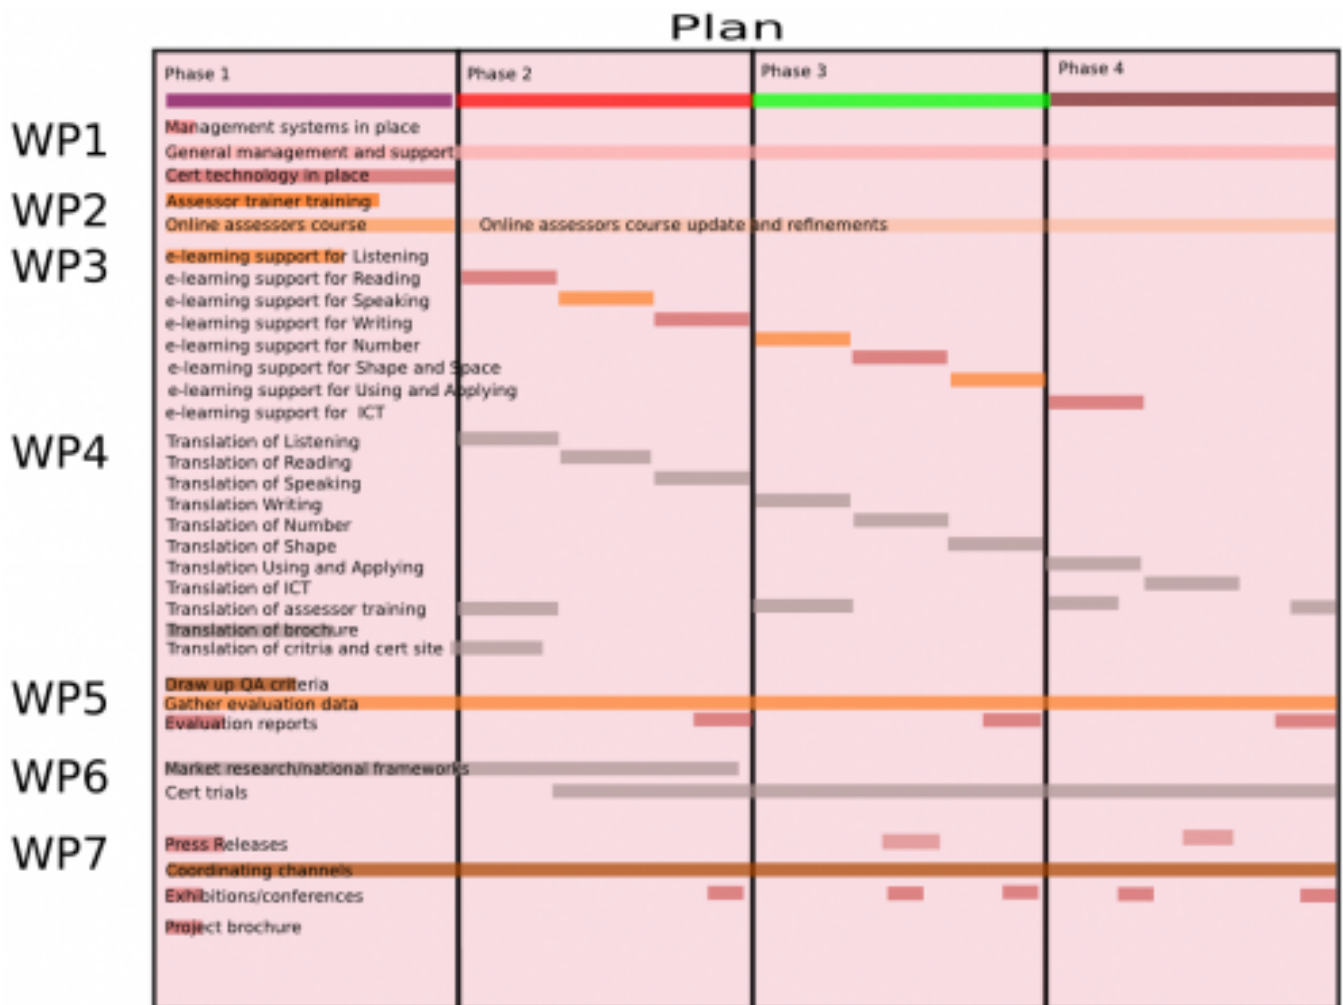 Plan
Phase 1
Phase 2
Phase 3
Phase 4
WP1
Management systems in place
General management and support
Cert technology in place
WP2
Assessor trainer training
Online assessors course
Online assessors course update and refinements
WP3
e-learning support for Listening
e-learning support for Reading
e-learning support for Speaking
e-learning support for Writing
e-learning support for Number
e-learning support for Shape and Space
e-learning support for Using and Applying
e-learning support for ICT
WP4
Translation of Listening
Translation of Reading
Translation of Speaking
Translation Writing
Translation of Number
Translation of Shape
Translation Using and Applying
Translation of ICT
Translation of assessor training
Translation of brochure
Translation of critria and cert site
WP5
Draw up QA criteria
Gather evaluation data
Evaluation reports
WP6
Market research/national frameworks
Cert trials
WP7
Press Releases
Coordinating channels
Exhibitions/conferences
Project brochure